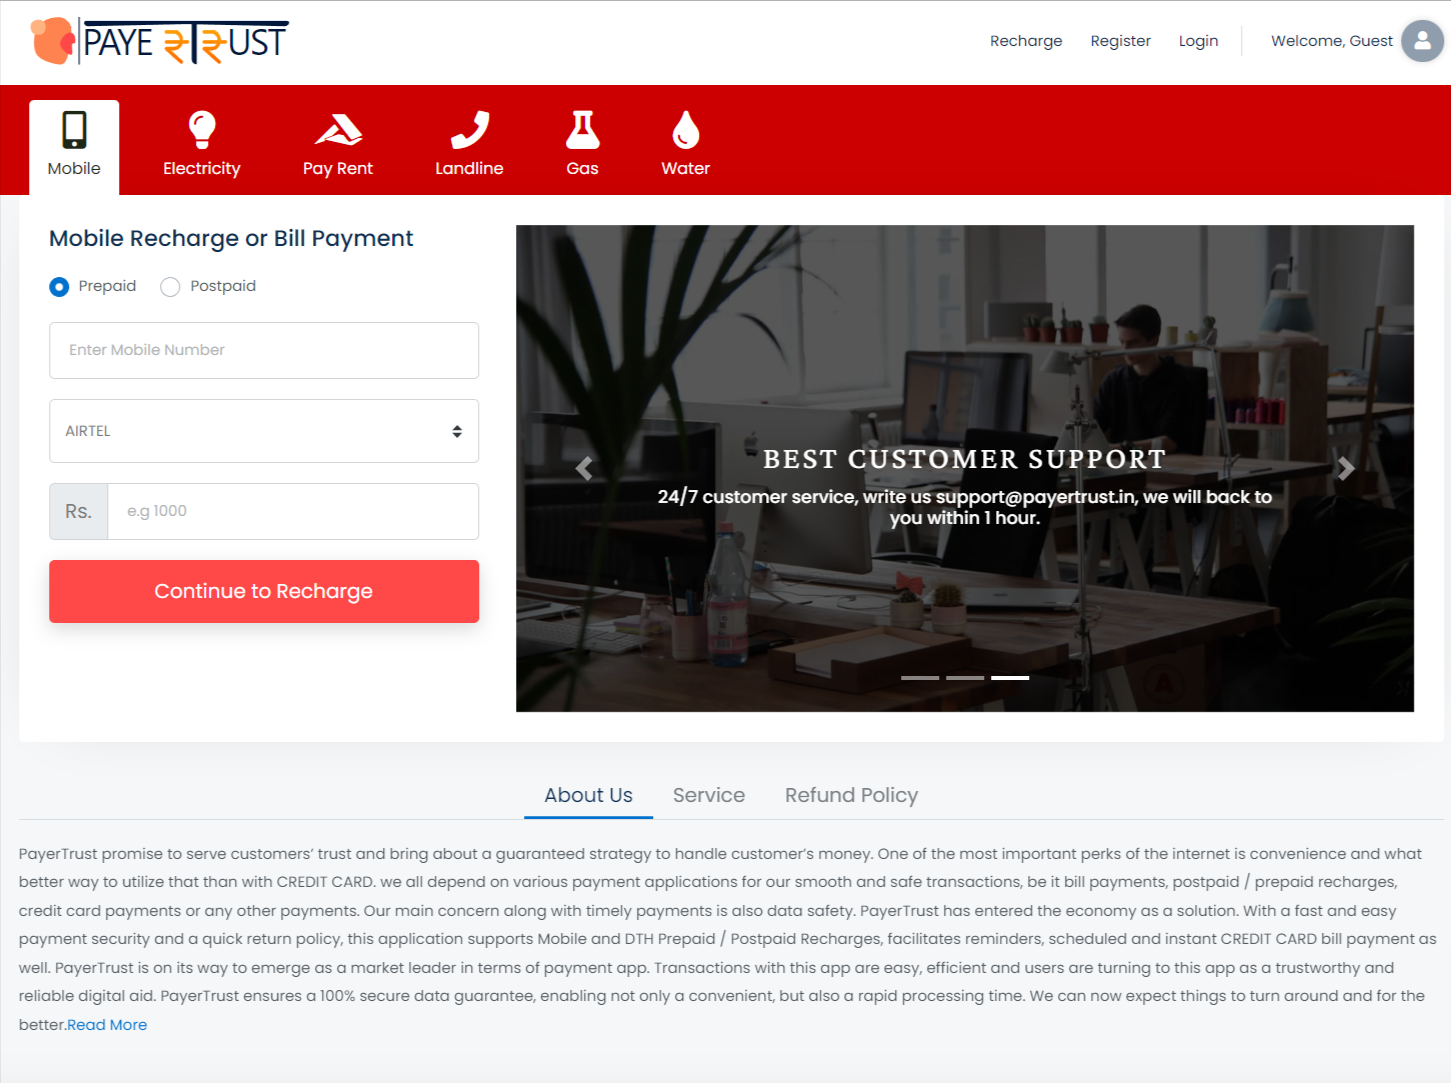 PAYE₹T₹UST
Recharge
Register
Login
Welcome, Guest
Mobile
Electricity
Pay Rent
Landline
Gas
Water
Mobile Recharge or Bill Payment
Prepaid
Postpaid
Enter Mobile Number
AIRTEL
Rs.
e.g 1000
Continue to Recharge
BEST CUSTOMER SUPPORT
24/7 customer service, write us support@payertrust.in, we will back to
you within 1 hour.
About Us
Service
Refund Policy
PayerTrust promise to serve customers’ trust and bring about a guaranteed strategy to handle customer’s money. One of the most important perks of the internet is convenience and what
better way to utilize that than with CREDIT CARD. we all depend on various payment applications for our smooth and safe transactions, be it bill payments, postpaid / prepaid recharges,
credit card payments or any other payments. Our main concern along with timely payments is also data safety. PayerTrust has entered the economy as a solution. With a fast and easy
payment security and a quick return policy, this application supports Mobile and DTH Prepaid / Postpaid Recharges, facilitates reminders, scheduled and instant CREDIT CARD bill payment as
well. PayerTrust is on its way to emerge as a market leader in terms of payment app. Transactions with this app are easy, efficient and users are turning to this app as a trustworthy and
reliable digital aid. PayerTrust ensures a 100% secure data guarantee, enabling not only a convenient, but also a rapid processing time. We can now expect things to turn around and for the
better.Read More